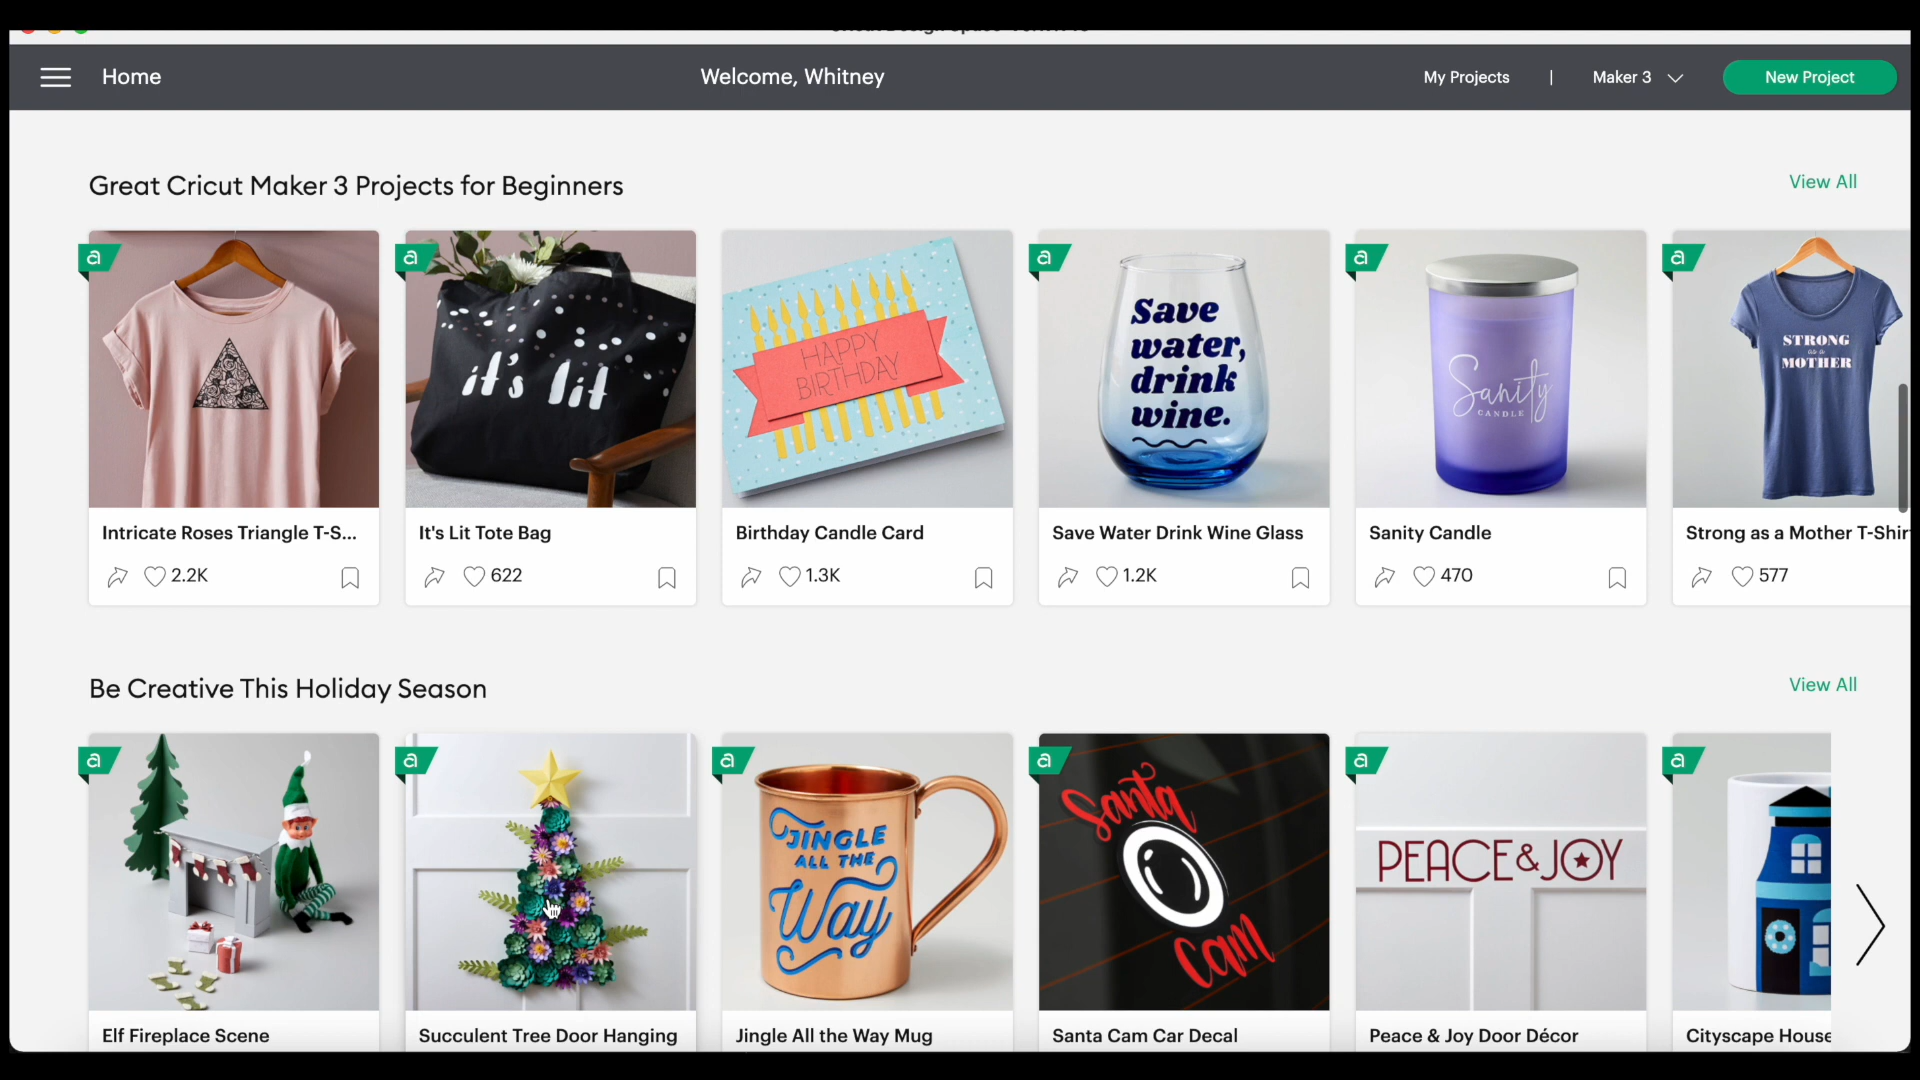 Home
Welcome, Whitney
My Projects | Maker 3
New Project
Great Cricut Maker 3 Projects for Beginners
View All
a
a
a
a
a
it's lit
HAPPY
BIRTHDAY
Save
water,
drink
wine.
Sanity
CANDLE
STRONG
as a
MOTHER
Intricate Roses Triangle T-S...
It's Lit Tote Bag
Birthday Candle Card
Save Water Drink Wine Glass
Sanity Candle
Strong as a Mother T-Shir
2.2K
622
1.3K
1.2K
470
577
Be Creative This Holiday Season
View All
a
a
a
a
a
a
JINGLE
ALL THE
Way
Santa
Cam
PEACE & JOY
Elf Fireplace Scene
Succulent Tree Door Hanging
Jingle All the Way Mug
Santa Cam Car Decal
Peace & Joy Door Décor
Cityscape House